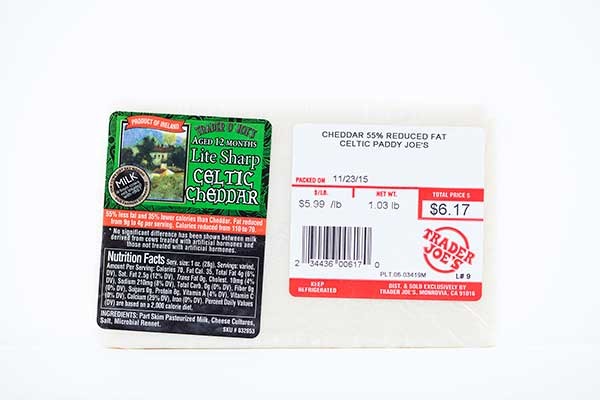 PRODUCT OF IRELAND
TRADER O' JOE'S
AGED 12 MONTHS
Lite Sharp
CELTIC
CHEDDAR
MILK
55% less fat and 35% lower calories than Cheddar. Fat reduced
from 9g to 4g per serving. Calories reduced from 110 to 70.
* No significant difference has been shown between milk
derived from cows treated with artificial hormones and
those not treated with artificial hormones.
Nutrition Facts Serv. size: 1 oz. (28g), Servings: varied,
Amount Per Serving: Calories 70, Fat Cal. 35, Total Fat 4g (6%
DV), Sat. Fat 2.5g (12% DV), Trans Fat 0g, Cholest. 10mg (4%
DV), Sodium 210mg (8% DV), Total Carb. 0g (0% DV), Fiber 0g
(0% DV), Sugars 0g, Protein 8g, Vitamin A (4% DV), Vitamin C
(0% DV), Calcium (25% DV), Iron (0% DV). Percent Daily Values
(DV) are based on a 2,000 calorie diet.
INGREDIENTS: Part Skim Pasteurized Milk, Cheese Cultures,
Salt, Microbial Rennet.
SKU # 032953
CHEDDAR 55% REDUCED FAT
CELTIC PADDY JOE'S
PACKED ON 11/23/15
$/LB. NET WT. TOTAL PRICE $
$5.99 /lb 1.03 lb $6.17
TRADER
JOE'S
2 34436 00617 0
PLT.06-03419M L# 9
KEEP
REFRIGERATED
DIST. & SOLD EXCLUSIVELY BY
TRADER JOE'S, MONROVIA, CA 91016